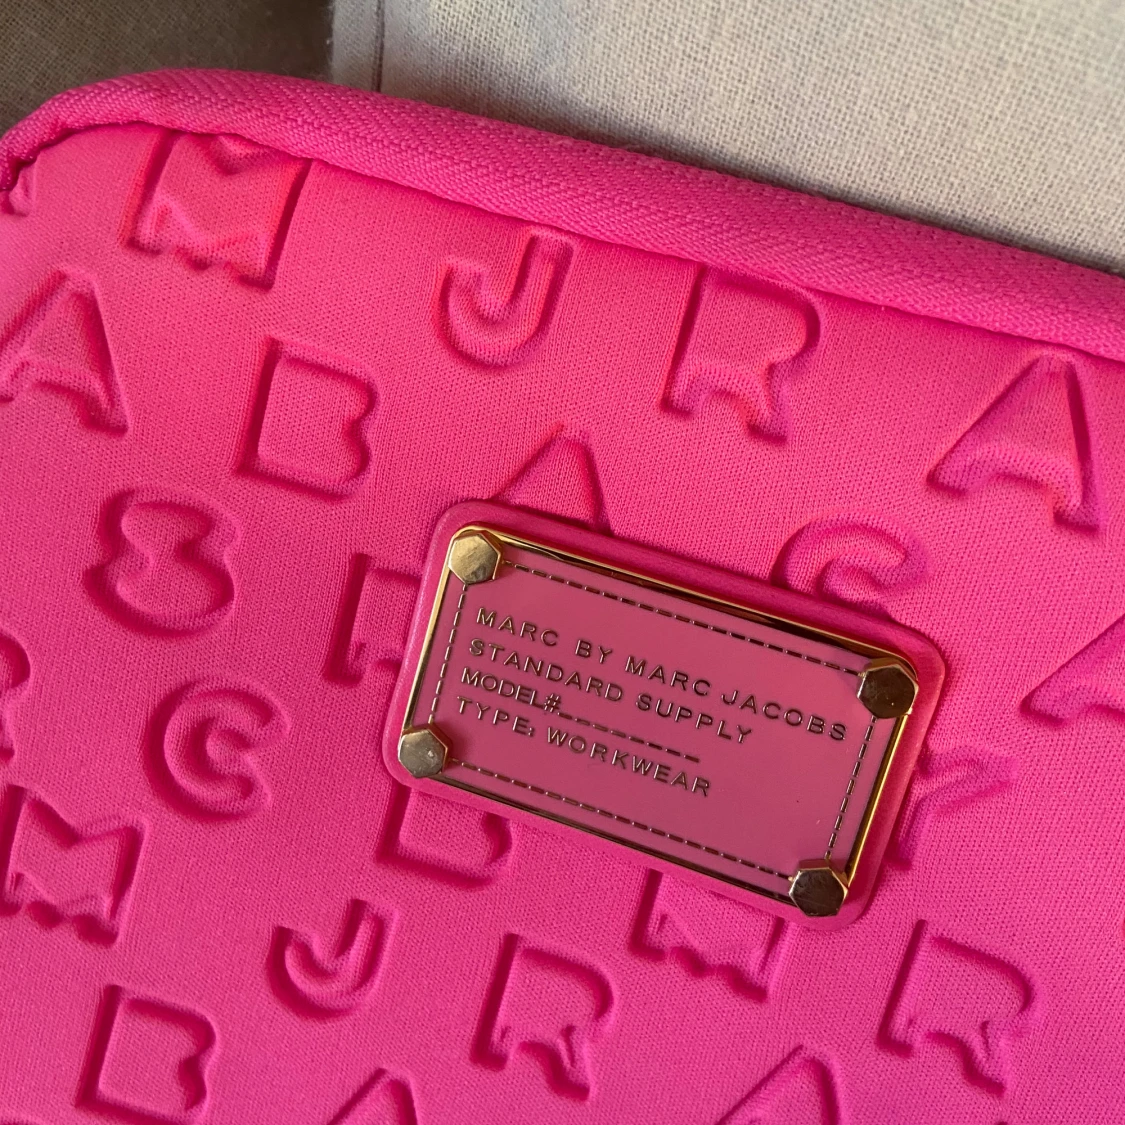 M J R A
A B A C
MARC BY MARC JACOBS
STANDARD SUPPLY
MODEL#
TYPE: WORKWEAR
C
M J R R
B